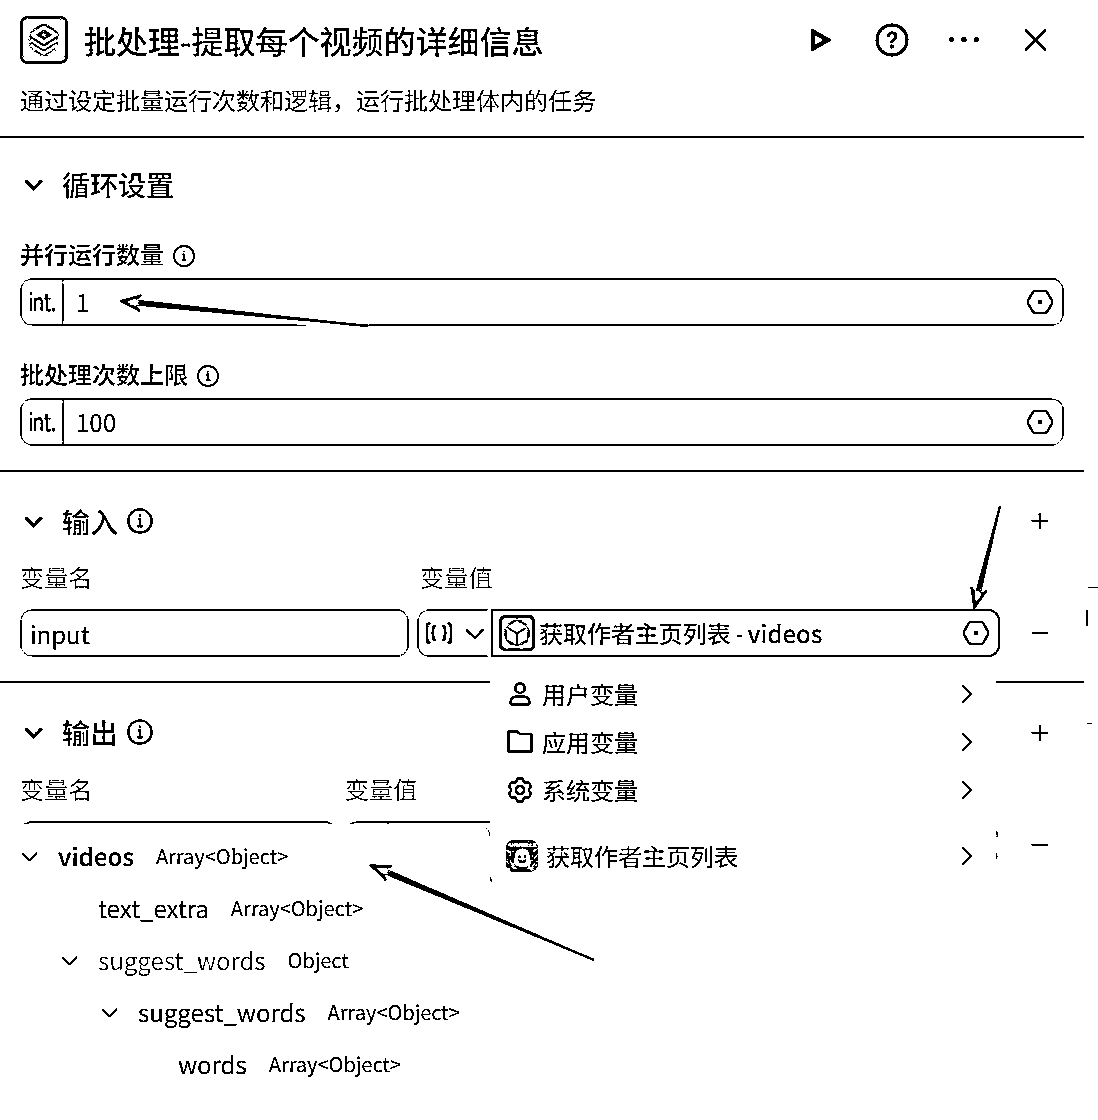 批处理-提取每个视频的详细信息
通过设定批量运行次数和逻辑，运行批处理体内的任务
循环设置
并行运行数量
int. 1
批处理次数上限
int. 100
输入
变量名 变量值
input 获取作者主页列表 - videos
用户变量
输出
应用变量
变量名 变量值
系统变量
videos Array<Object>
获取作者主页列表
text_extra Array<Object>
suggest_words Object
suggest_words Array<Object>
words Array<Object>